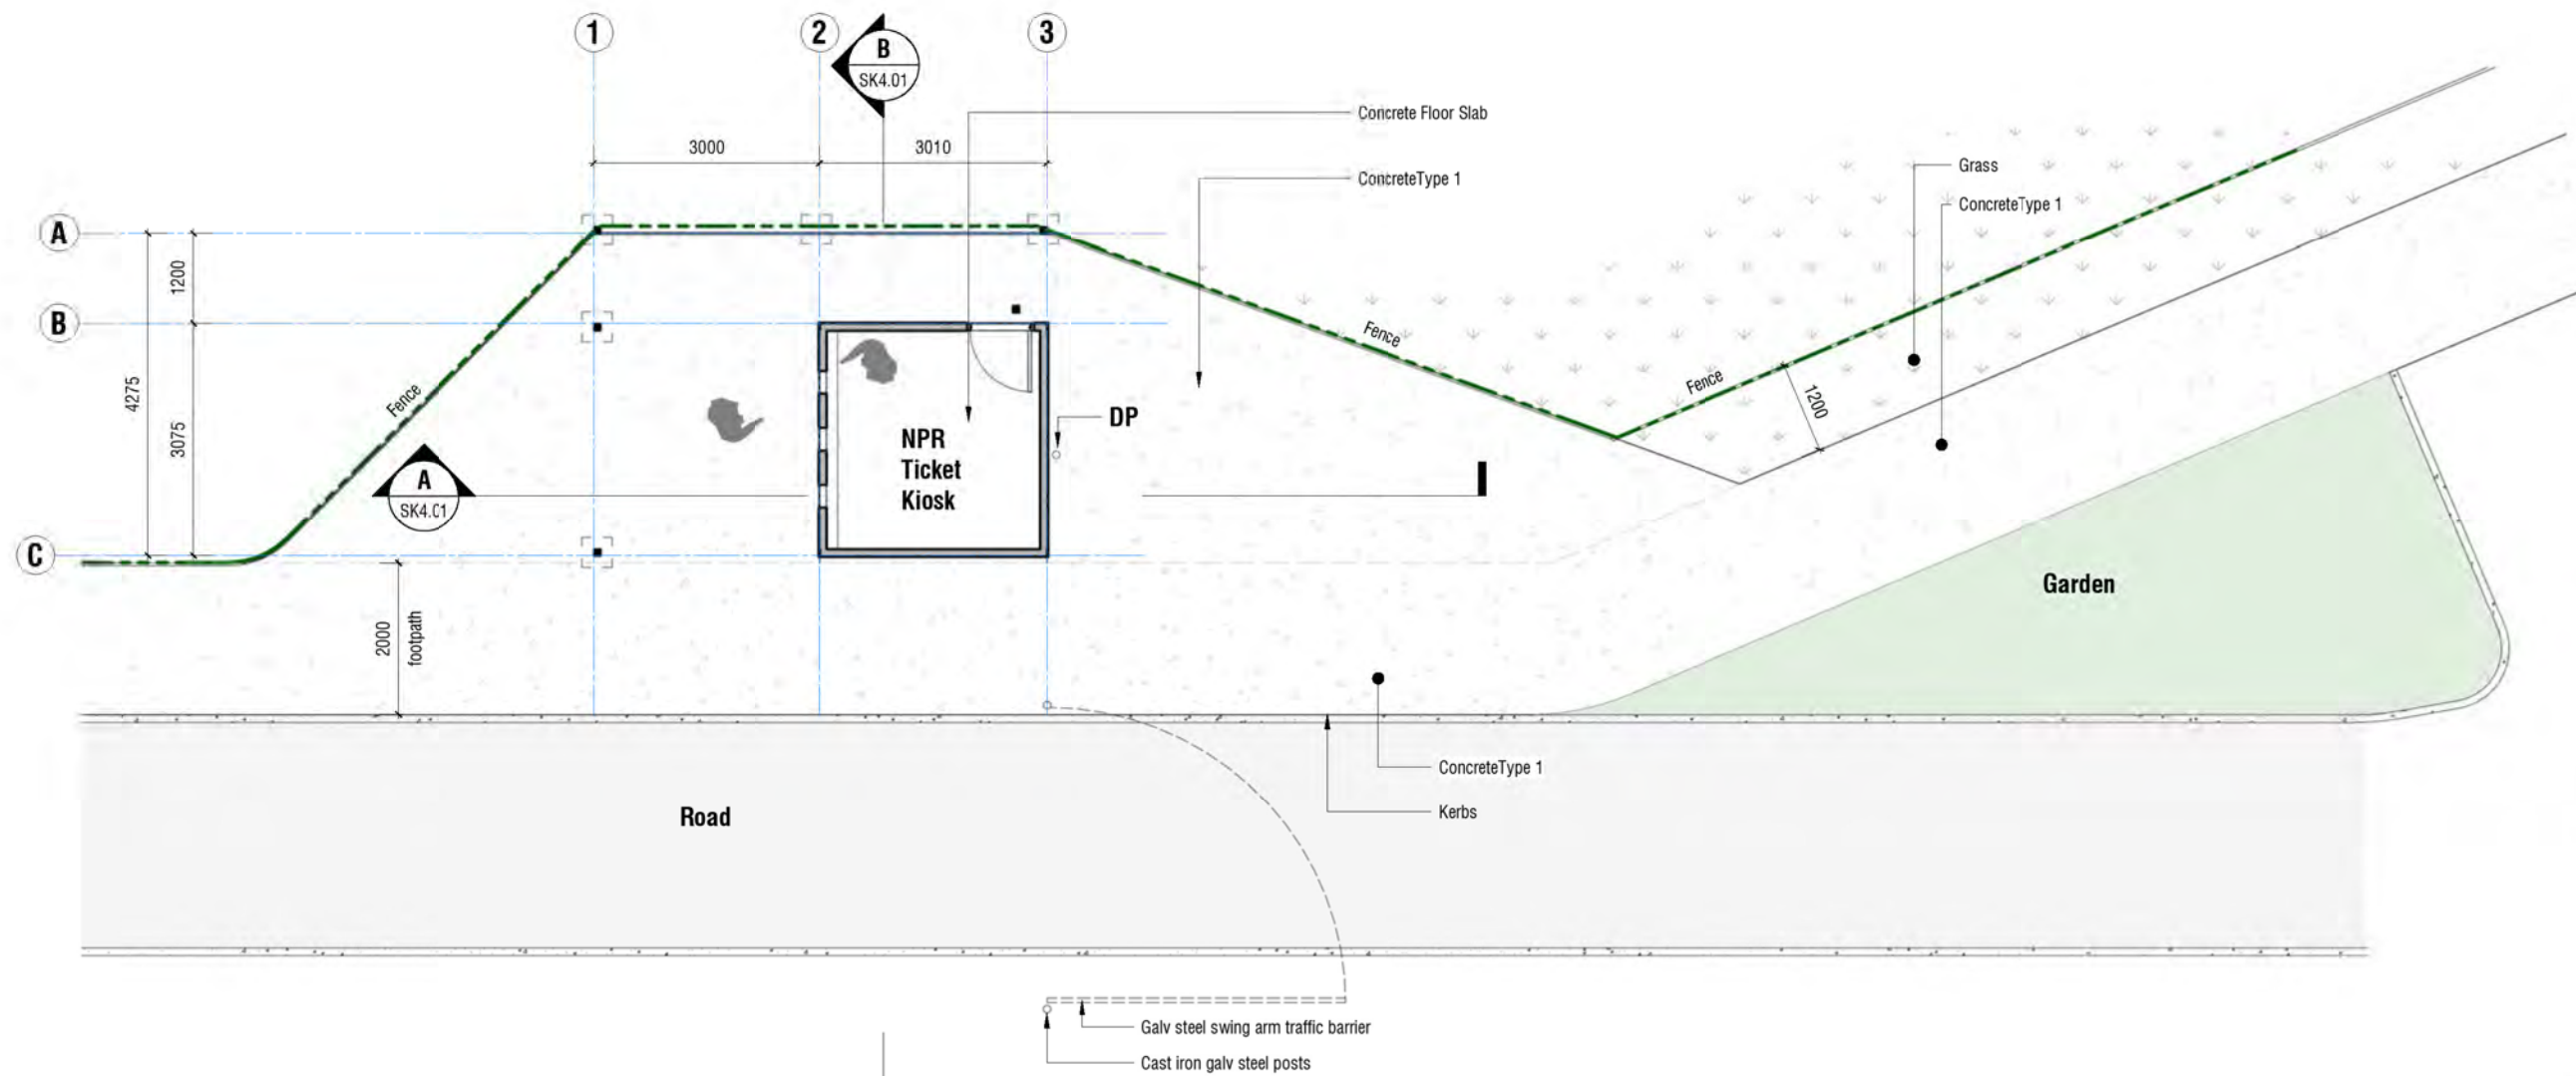 1
2
3
B
SK4.01
Concrete Floor Slab
3000
3010
ConcreteType 1
Grass
ConcreteType 1
A
1200
B
4275
3075
Fence
Fence
Fence
1200
DP
NPR
Ticket
Kiosk
A
SK4.01
C
2000
footpath
Garden
ConcreteType 1
Kerbs
Road
Galv steel swing arm traffic barrier
Cast iron galv steel posts